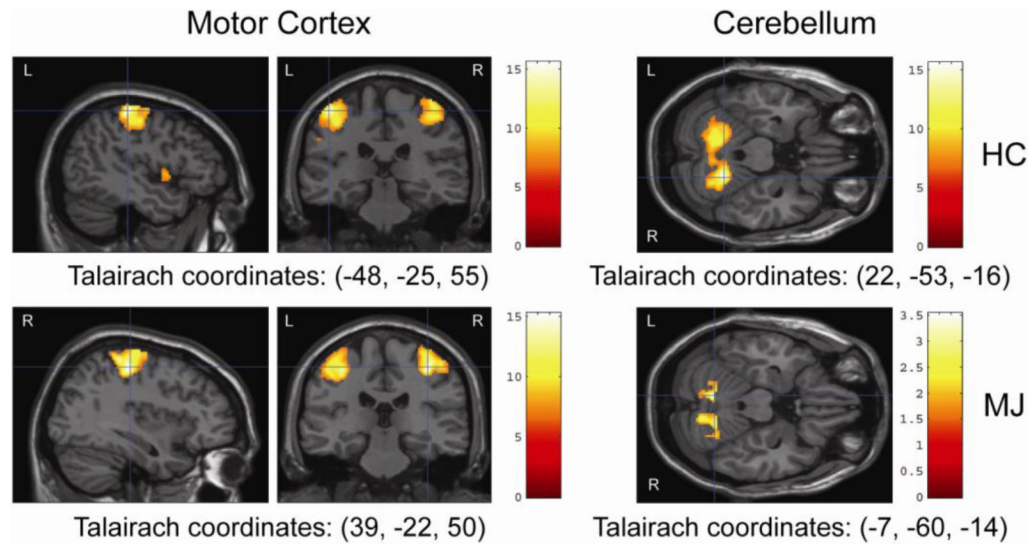 Motor Cortex
Cerebellum
L
L R
15
10
5
0
L
R
15
10
5
0
HC
Talairach coordinates: (-48, -25, 55)
Talairach coordinates: (22, -53, -16)
R
L R
15
10
5
0
L
R
3.5
3
2.5
2
1.5
1
0.5
0
MJ
Talairach coordinates: (39, -22, 50)
Talairach coordinates: (-7, -60, -14)